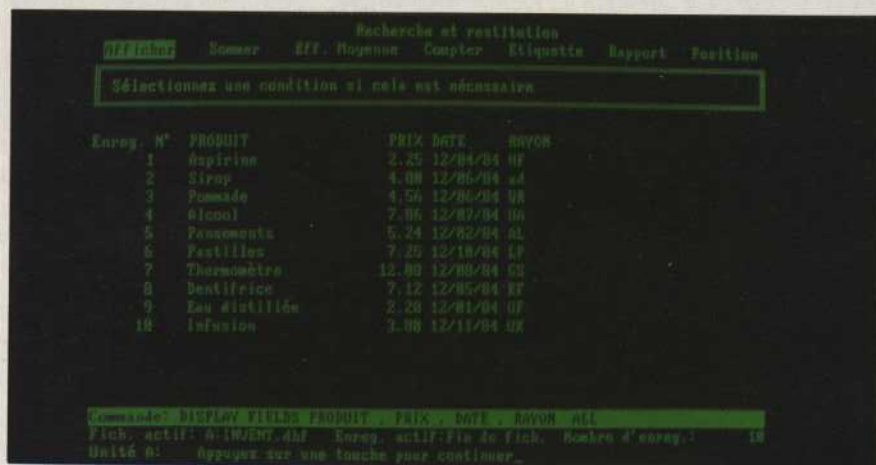 Recherche et restitution
Afficher Sommer Eff. Moyenne Compter Etiquette Rapport Position
Sélectionnez une condition si cela est nécessaire
Enreg. N° PRODUIT PRIX DATE RAYON
1 Aspirine 2.25 12/04/84
2 Sirop 4.00 12/06/84
3 Pommade 4.56 12/06/84
4 Alcool 7.06 12/07/84
5 Pansements 5.24 12/02/84 AL
6 Pastilles 7.25 12/10/84 LP
7 Thermomètre 12.00 12/08/84
8 Dentifrice 7.12 12/05/84
9 Eau distillée 2.20 12/01/84
10 Infusion 3.00 12/11/84
Commande: DISPLAY FIELDS PRODUIT , PRIX , DATE , RAYON ALL
Fich. actif: A:INVENT.dbf Enreg. actif:Fin de fich. Nombre d'enreg.: 10
Unité A: Appuyez sur une touche pour continuer_